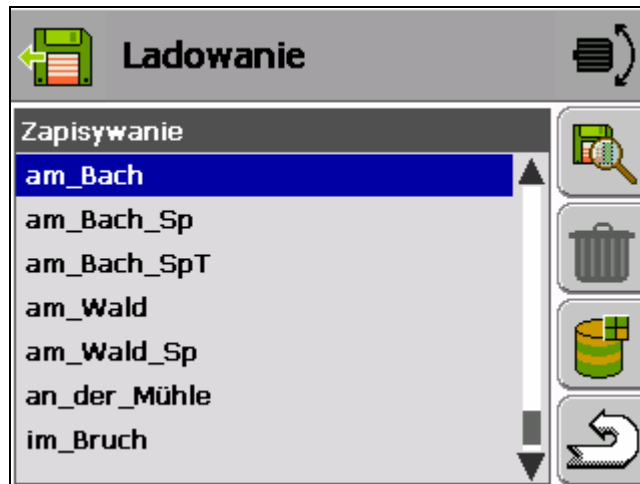 Ladowanie
Zapisywanie
am_Bach
am_Bach_Sp
am_Bach_SpT
am_Wald
am_Wald_Sp
an_der_Mühle
im_Bruch